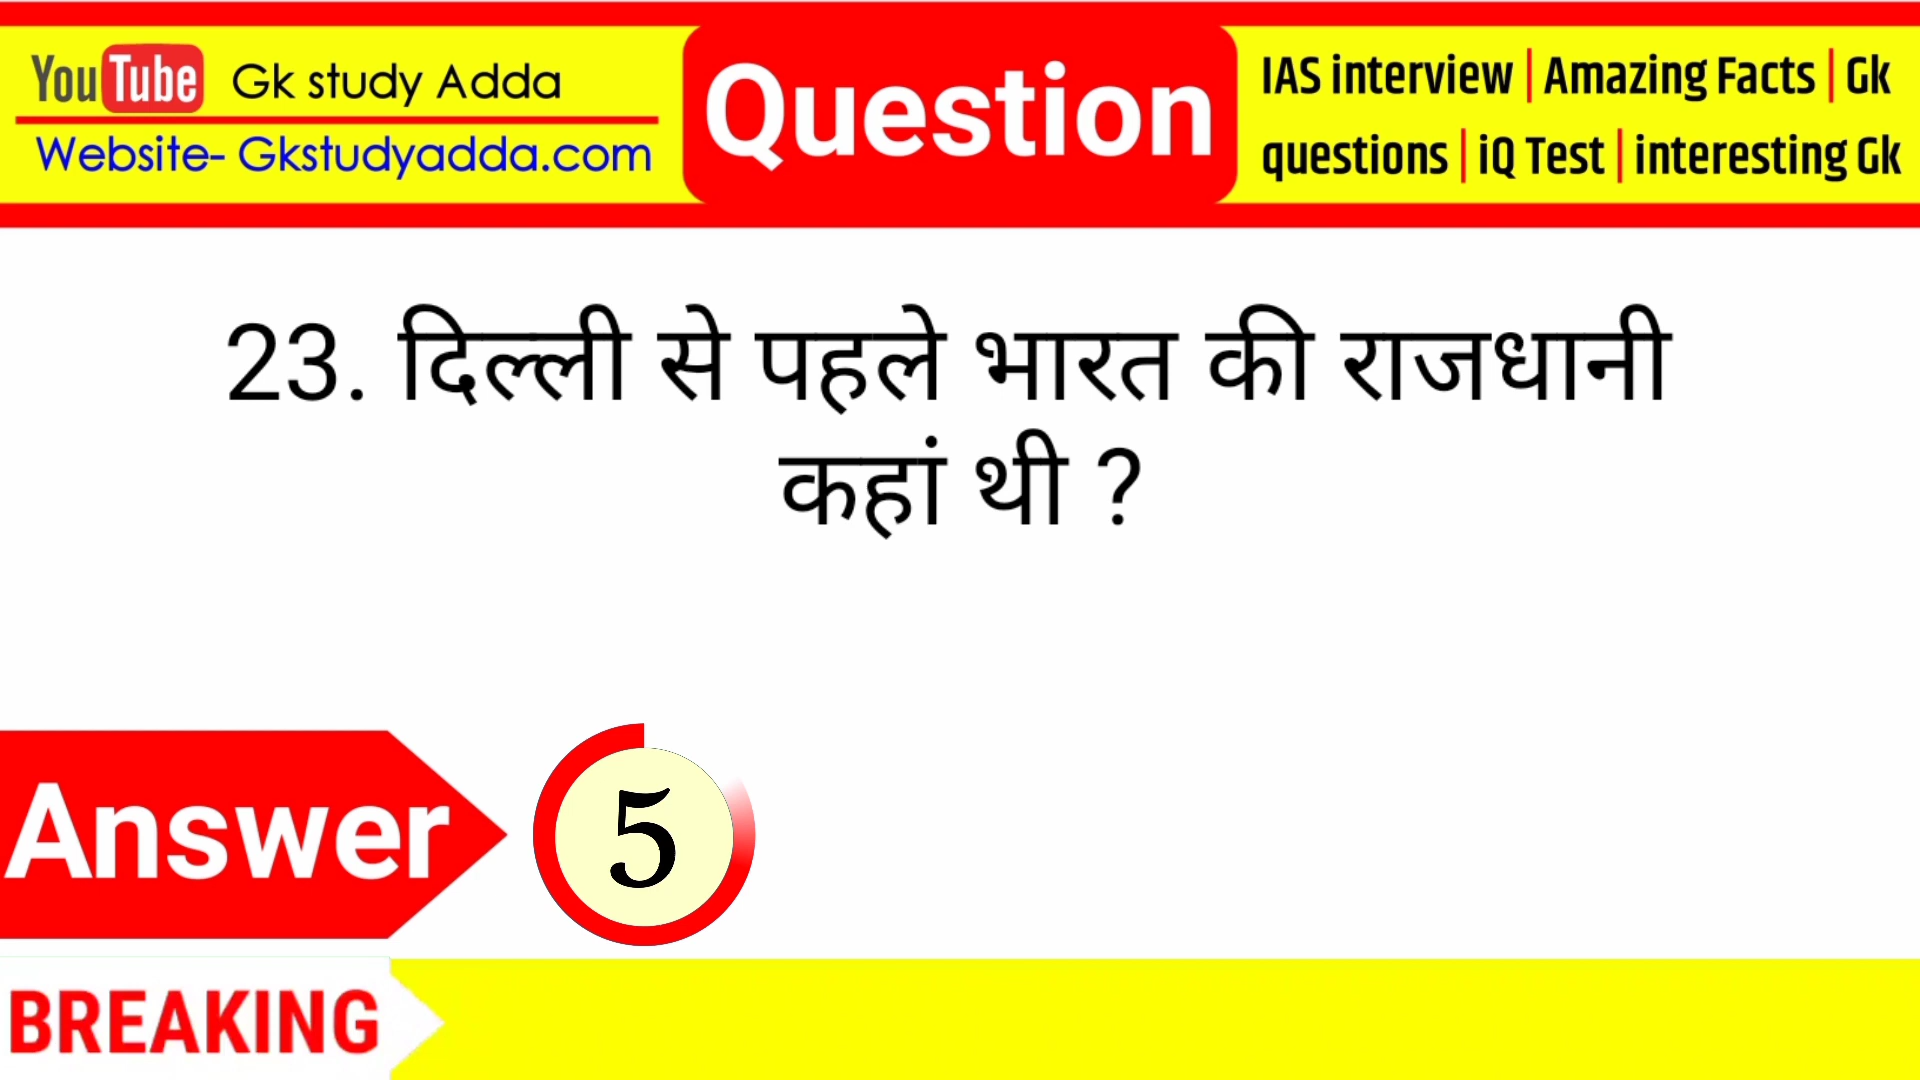 YouTube Gk study Adda
Website- Gkstudyadda.com
Question
IAS interview | Amazing Facts | Gk
questions | iQ Test | interesting Gk
23. दिल्ली से पहले भारत की राजधानी
कहां थी ?
Answer
5
BREAKING